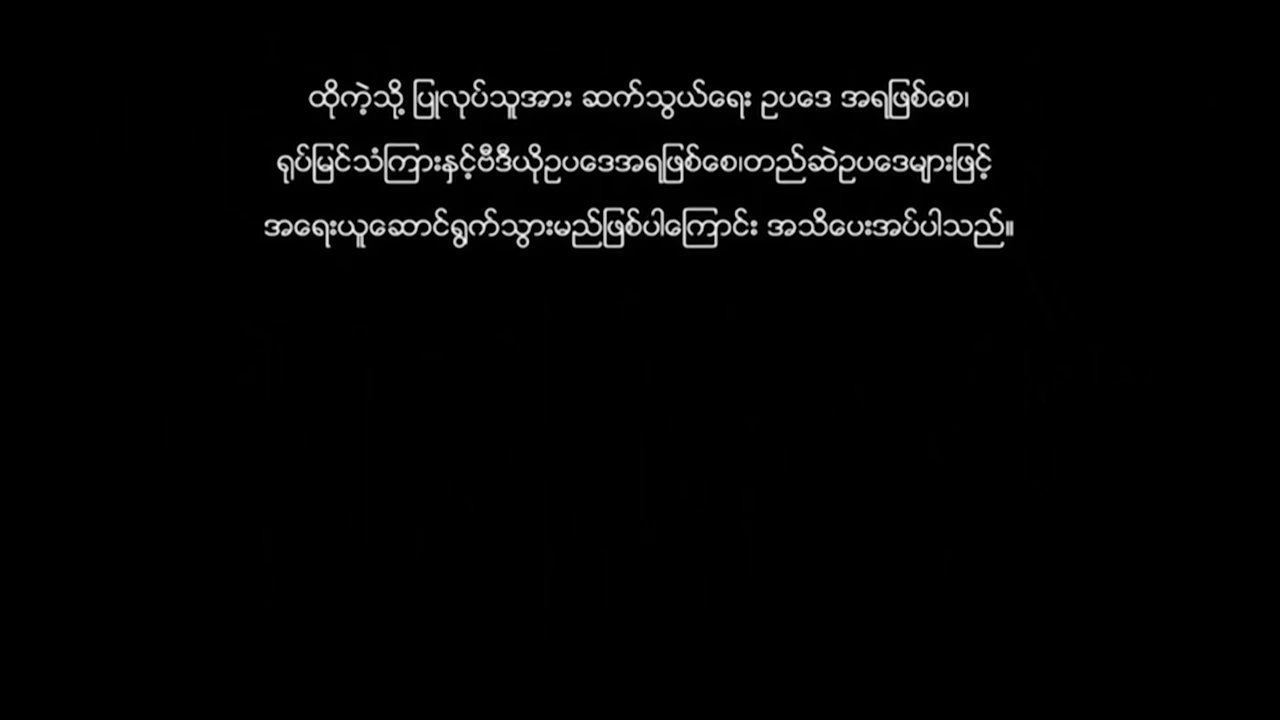 ထိုကဲ့သို့ ပြုလုပ်သူအား ဆက်သွယ်ရေး ဥပဒေ အရဖြစ်စေ၊
ရုပ်မြင်သံကြားနှင့်ဗီဒီယိုဥပဒေအရဖြစ်စေ၊တည်ဆဲဥပဒေများဖြင့်
အရေးယူဆောင်ရွက်သွားမည်ဖြစ်ပါကြောင်း အသိပေးအပ်ပါသည်။